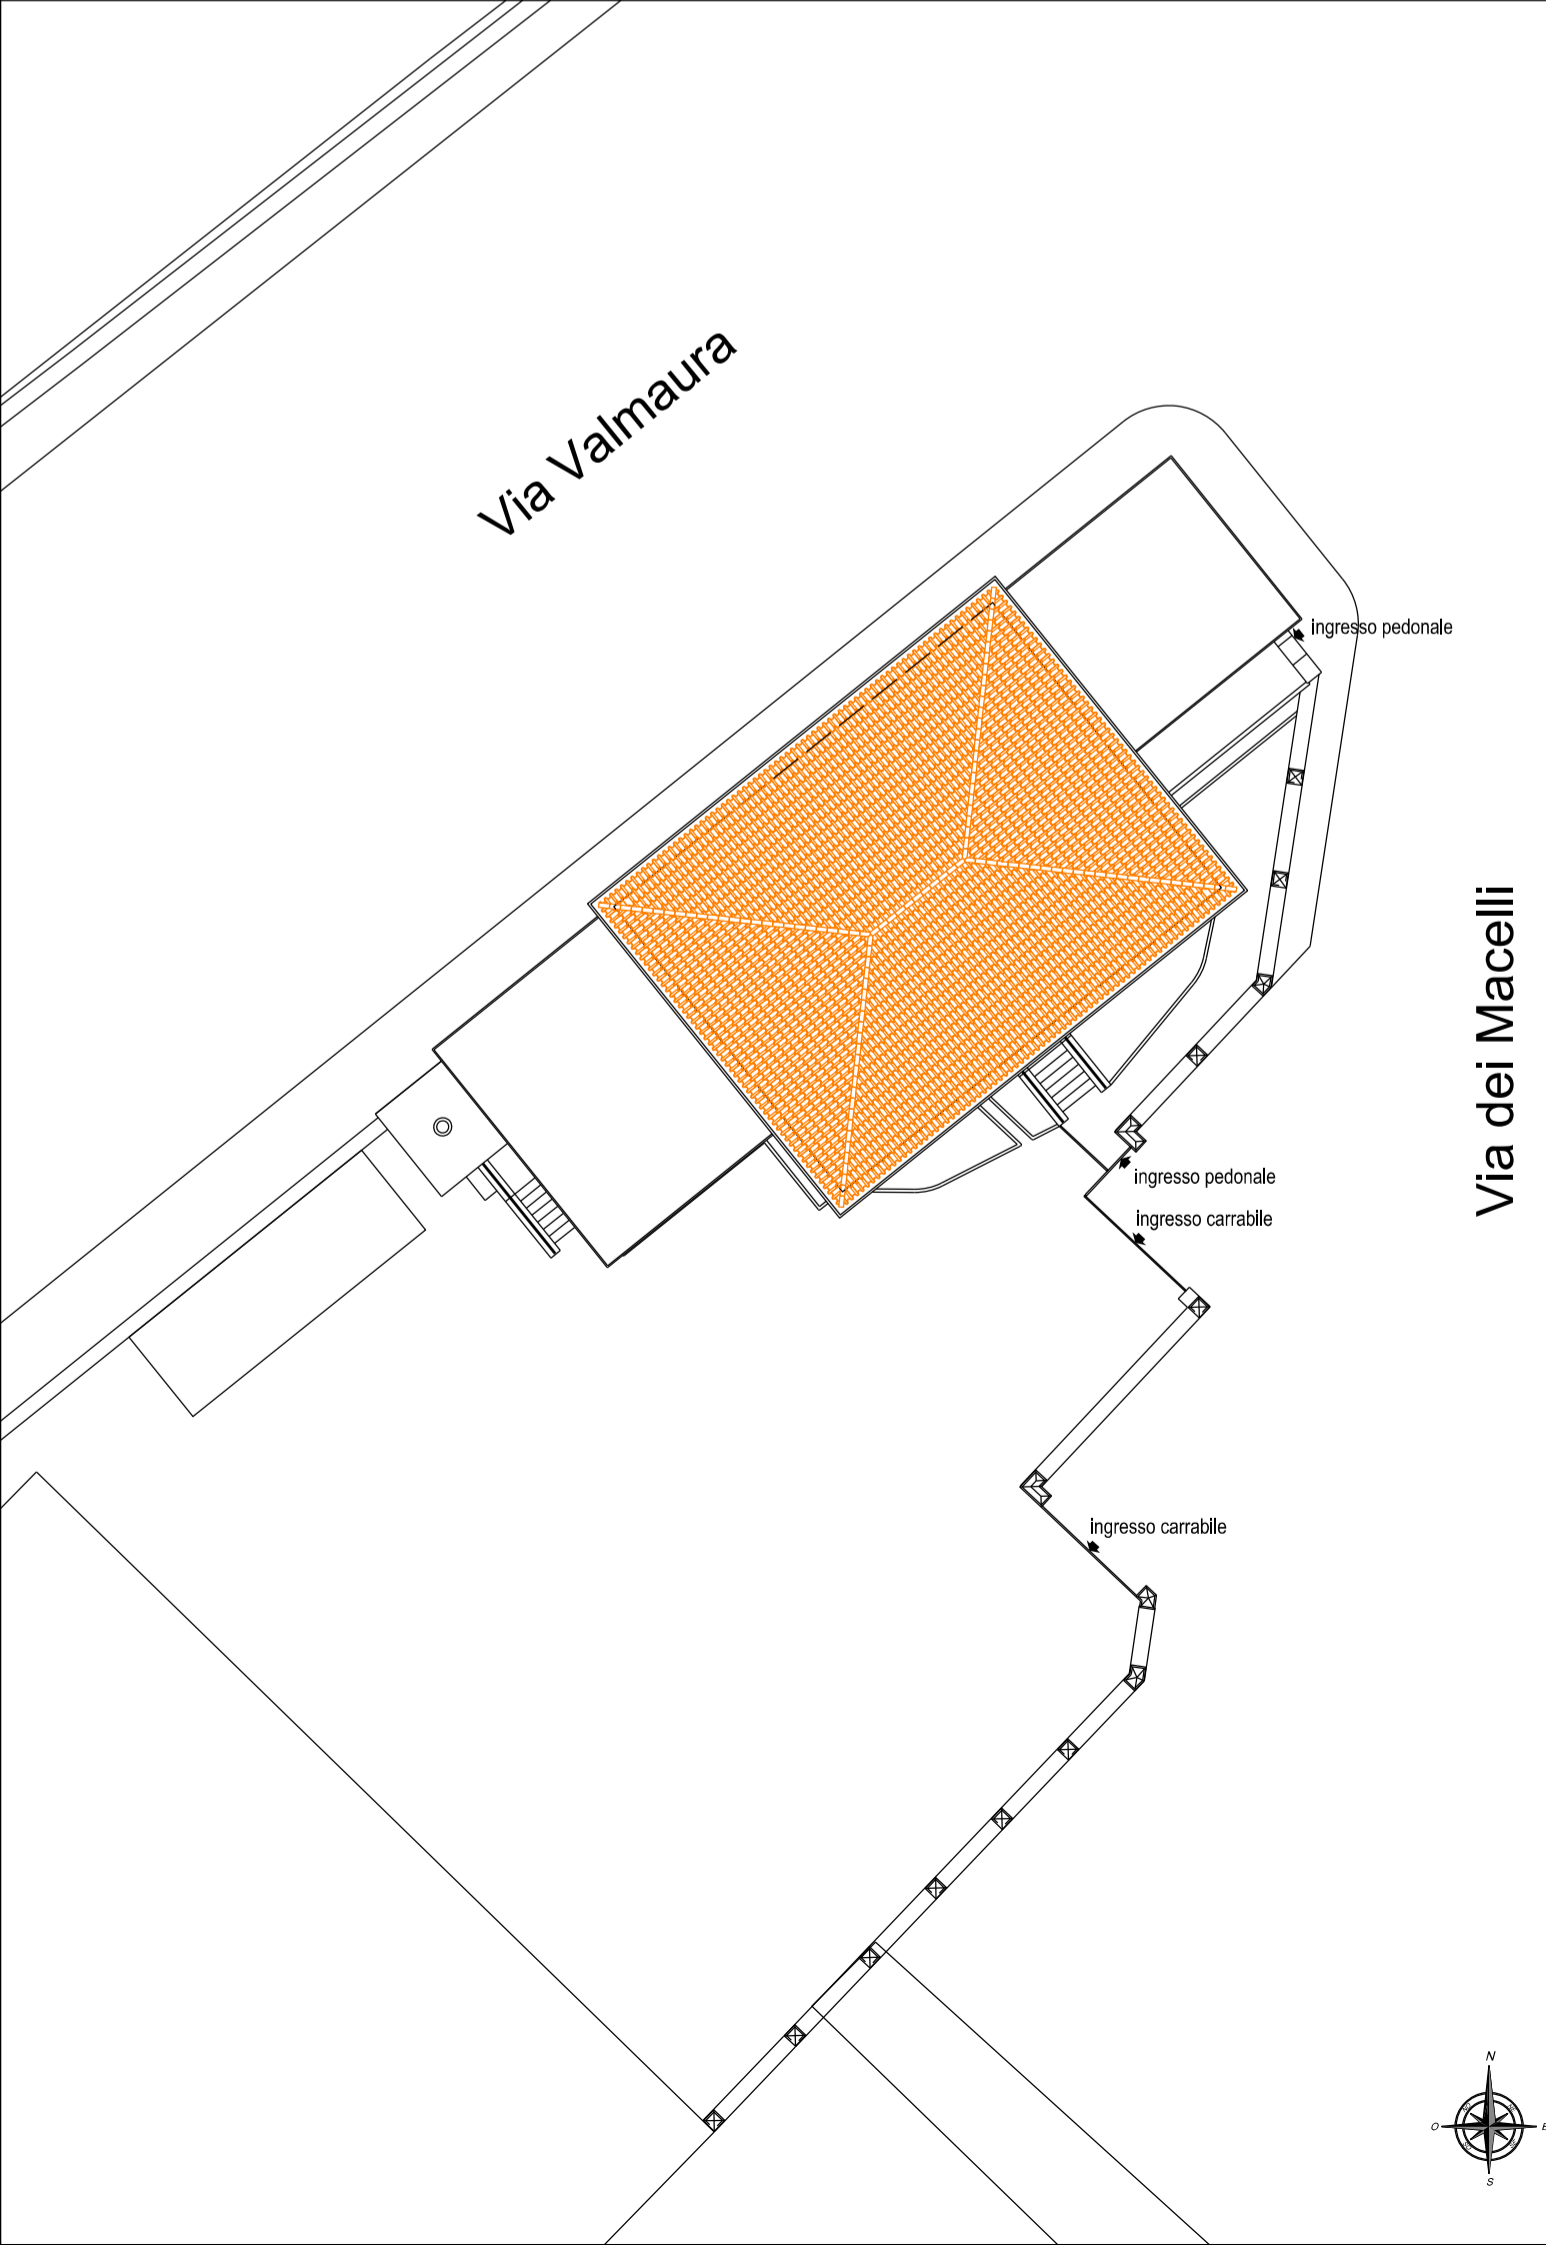 Via Valmaura
ingresso pedonale
Via dei Macelli
ingresso pedonale
ingresso carrabile
ingresso carrabile
N
O
E
S